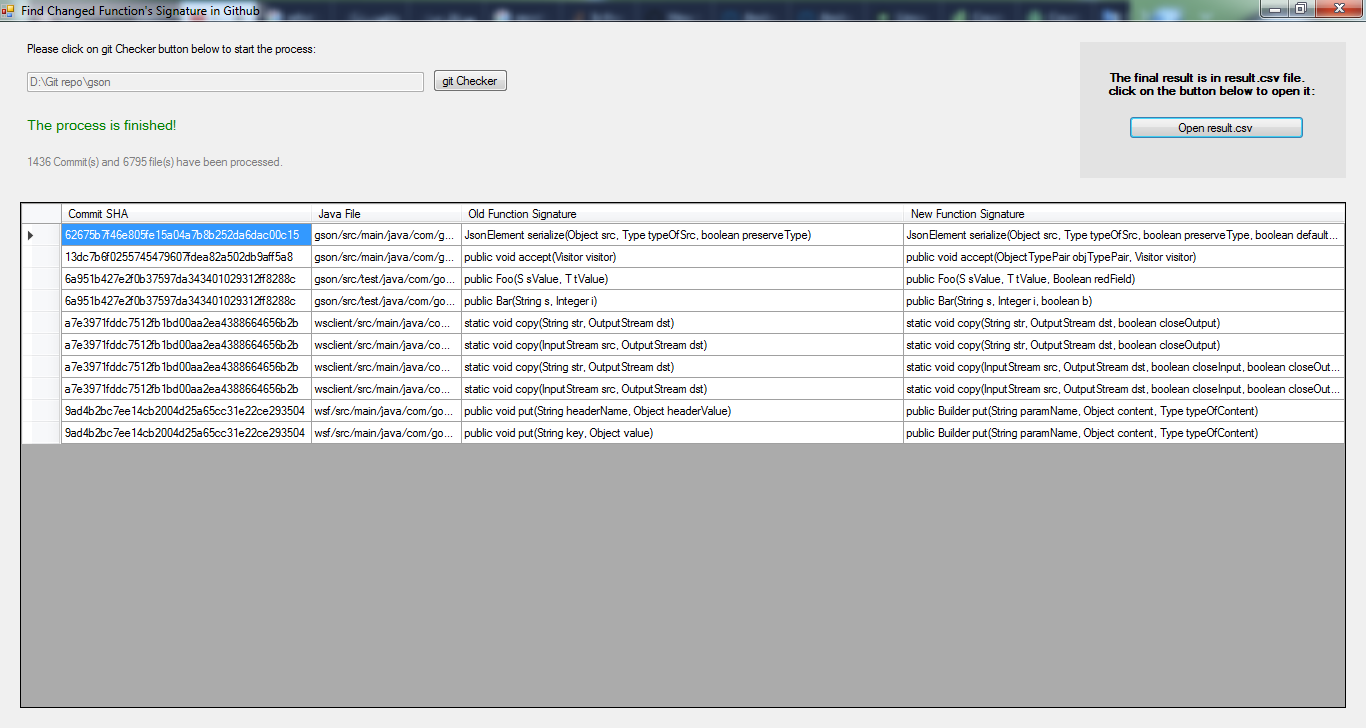 Find Changed Function's Signature in Github
Please click on git Checker button below to start the process:
D:\Git repo\gson
git Checker
The final result is in result.csv file.
click on the button below to open it:
Open result.csv
The process is finished!
1436 Commit(s) and 6795 file(s) have been processed.
Commit SHA Java File Old Function Signature New Function Signature
62675b7f46e805fe15a04a7b8b252da6dac00c15 gson/src/main/java/com/g... JsonElement serialize(Object src, Type typeOfSrc, boolean preserveType) JsonElement serialize(Object src, Type typeOfSrc, boolean preserveType, boolean default...
13dc7b6f0255745479607fdea82a502db9aff5a8 gson/src/main/java/com/g... public void accept(Visitor visitor) public void accept(ObjectTypePair objTypePair, Visitor visitor)
6a951b427e2f0b37597da343401029312ff8288c gson/src/test/java/com/go... public Foo(S sValue, T tValue) public Foo(S sValue, T tValue, Boolean redField)
6a951b427e2f0b37597da343401029312ff8288c gson/src/test/java/com/go... public Bar(String s, Integer i) public Bar(String s, Integer i, boolean b)
a7e3971fddc7512fb1bd00aa2ea4388664656b2b wsclient/src/main/java/co... static void copy(String str, OutputStream dst) static void copy(String str, OutputStream dst, boolean closeOutput)
a7e3971fddc7512fb1bd00aa2ea4388664656b2b wsclient/src/main/java/co... static void copy(InputStream src, OutputStream dst) static void copy(String str, OutputStream dst, boolean closeOutput)
a7e3971fddc7512fb1bd00aa2ea4388664656b2b wsclient/src/main/java/co... static void copy(String str, OutputStream dst) static void copy(InputStream src, OutputStream dst, boolean closeInput, boolean closeOut...
a7e3971fddc7512fb1bd00aa2ea4388664656b2b wsclient/src/main/java/co... static void copy(InputStream src, OutputStream dst) static void copy(InputStream src, OutputStream dst, boolean closeInput, boolean closeOut...
9ad4b2bc7ee14cb2004d25a65cc31e22ce293504 wsf/src/main/java/com/go... public void put(String headerName, Object headerValue) public Builder put(String paramName, Object content, Type typeOfContent)
9ad4b2bc7ee14cb2004d25a65cc31e22ce293504 wsf/src/main/java/com/go... public void put(String key, Object value) public Builder put(String paramName, Object content, Type typeOfContent)